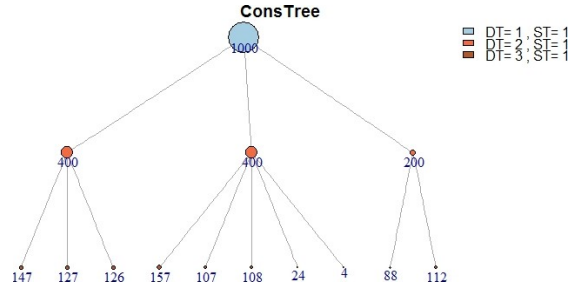 ConsTree
DT= 1 , ST= 1
DT= 2 , ST= 1
DT= 3 , ST= 1
1000
400 400 200
147 127 126 157 107 108 24 4 88 112